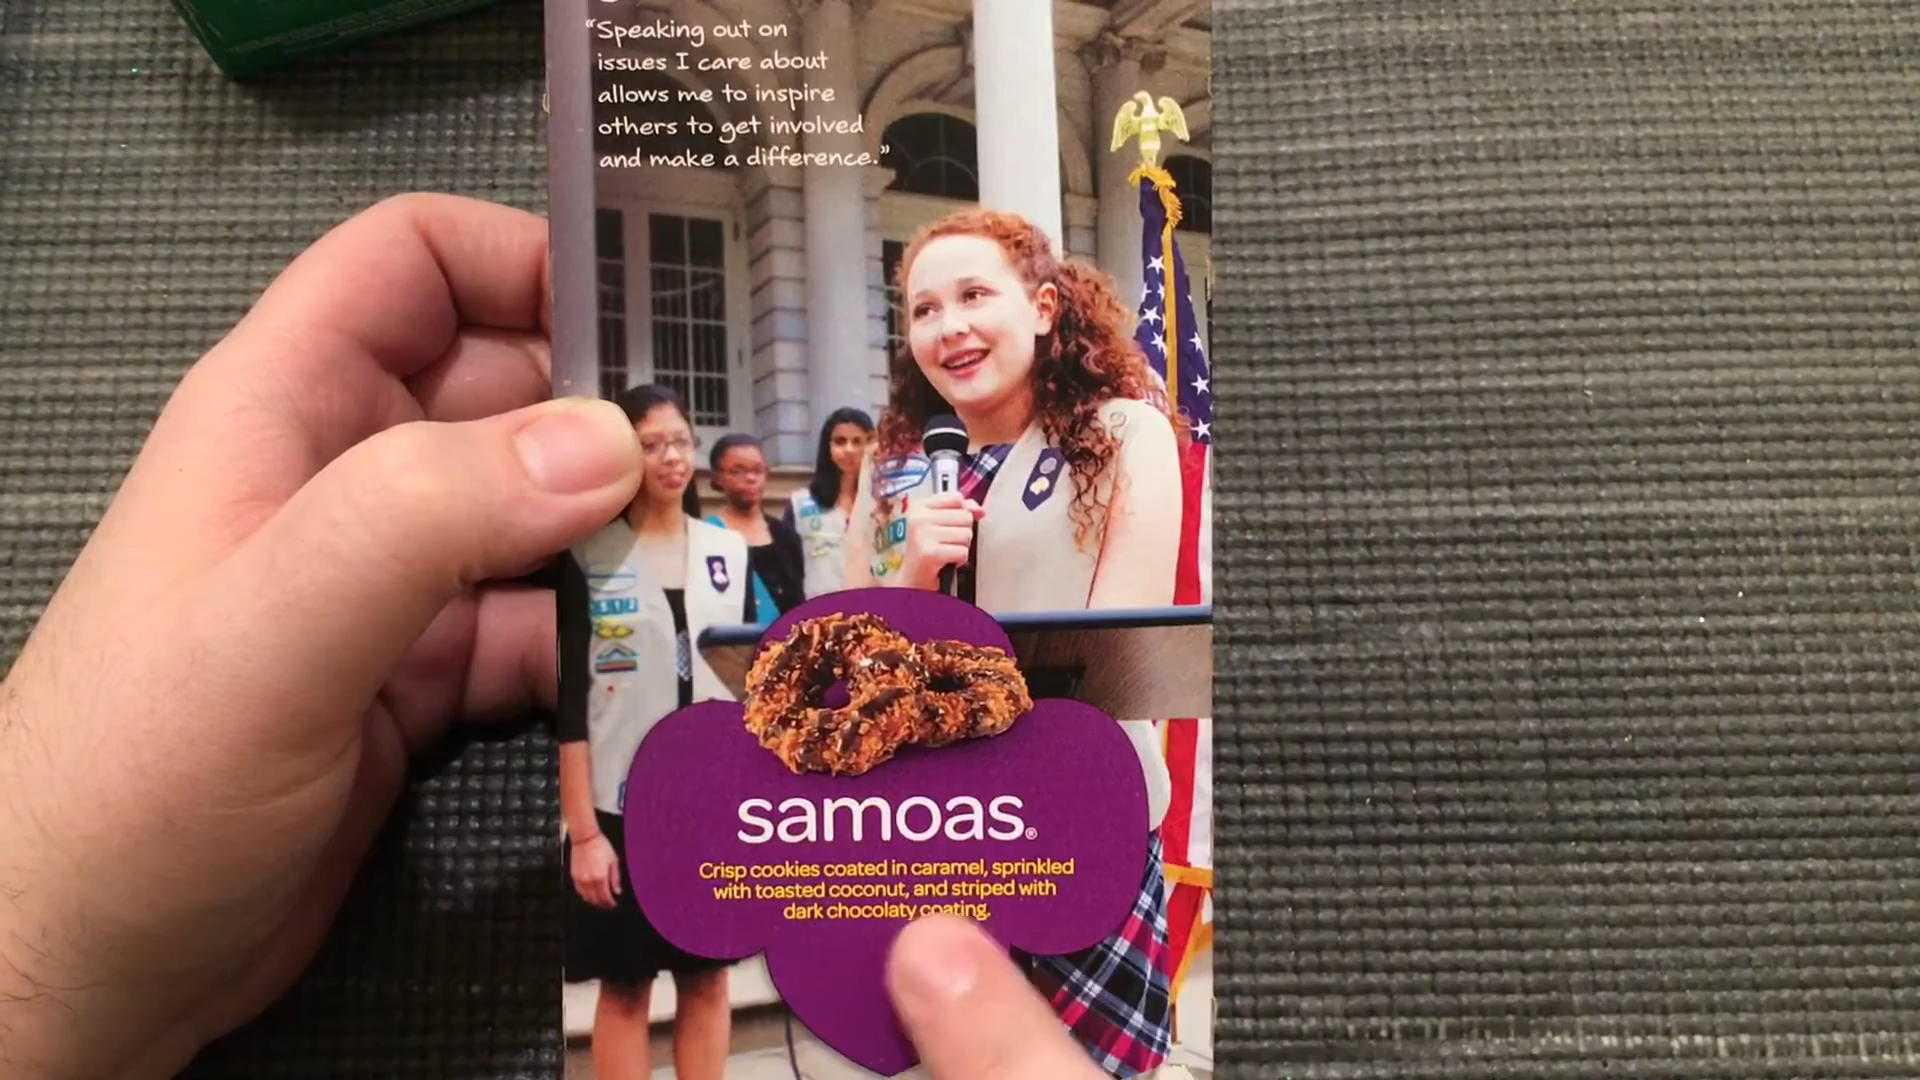 “Speaking out on
issues I care about
allows me to inspire
others to get involved
and make a difference.”
samoas®
Crisp cookies coated in caramel, sprinkled
with toasted coconut, and striped with
dark chocolaty coating.